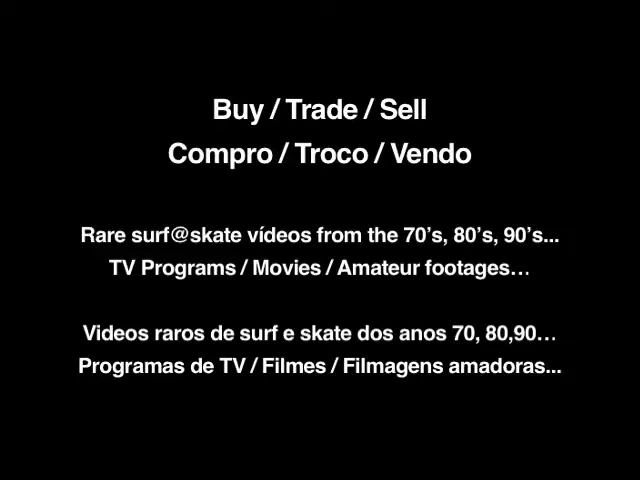 Buy / Trade / Sell
Compro / Troco / Vendo
Rare surf@skate vídeos from the 70’s, 80’s, 90’s...
TV Programs / Movies / Amateur footages…
Videos raros de surf e skate dos anos 70, 80,90…
Programas de TV / Filmes / Filmagens amadoras...